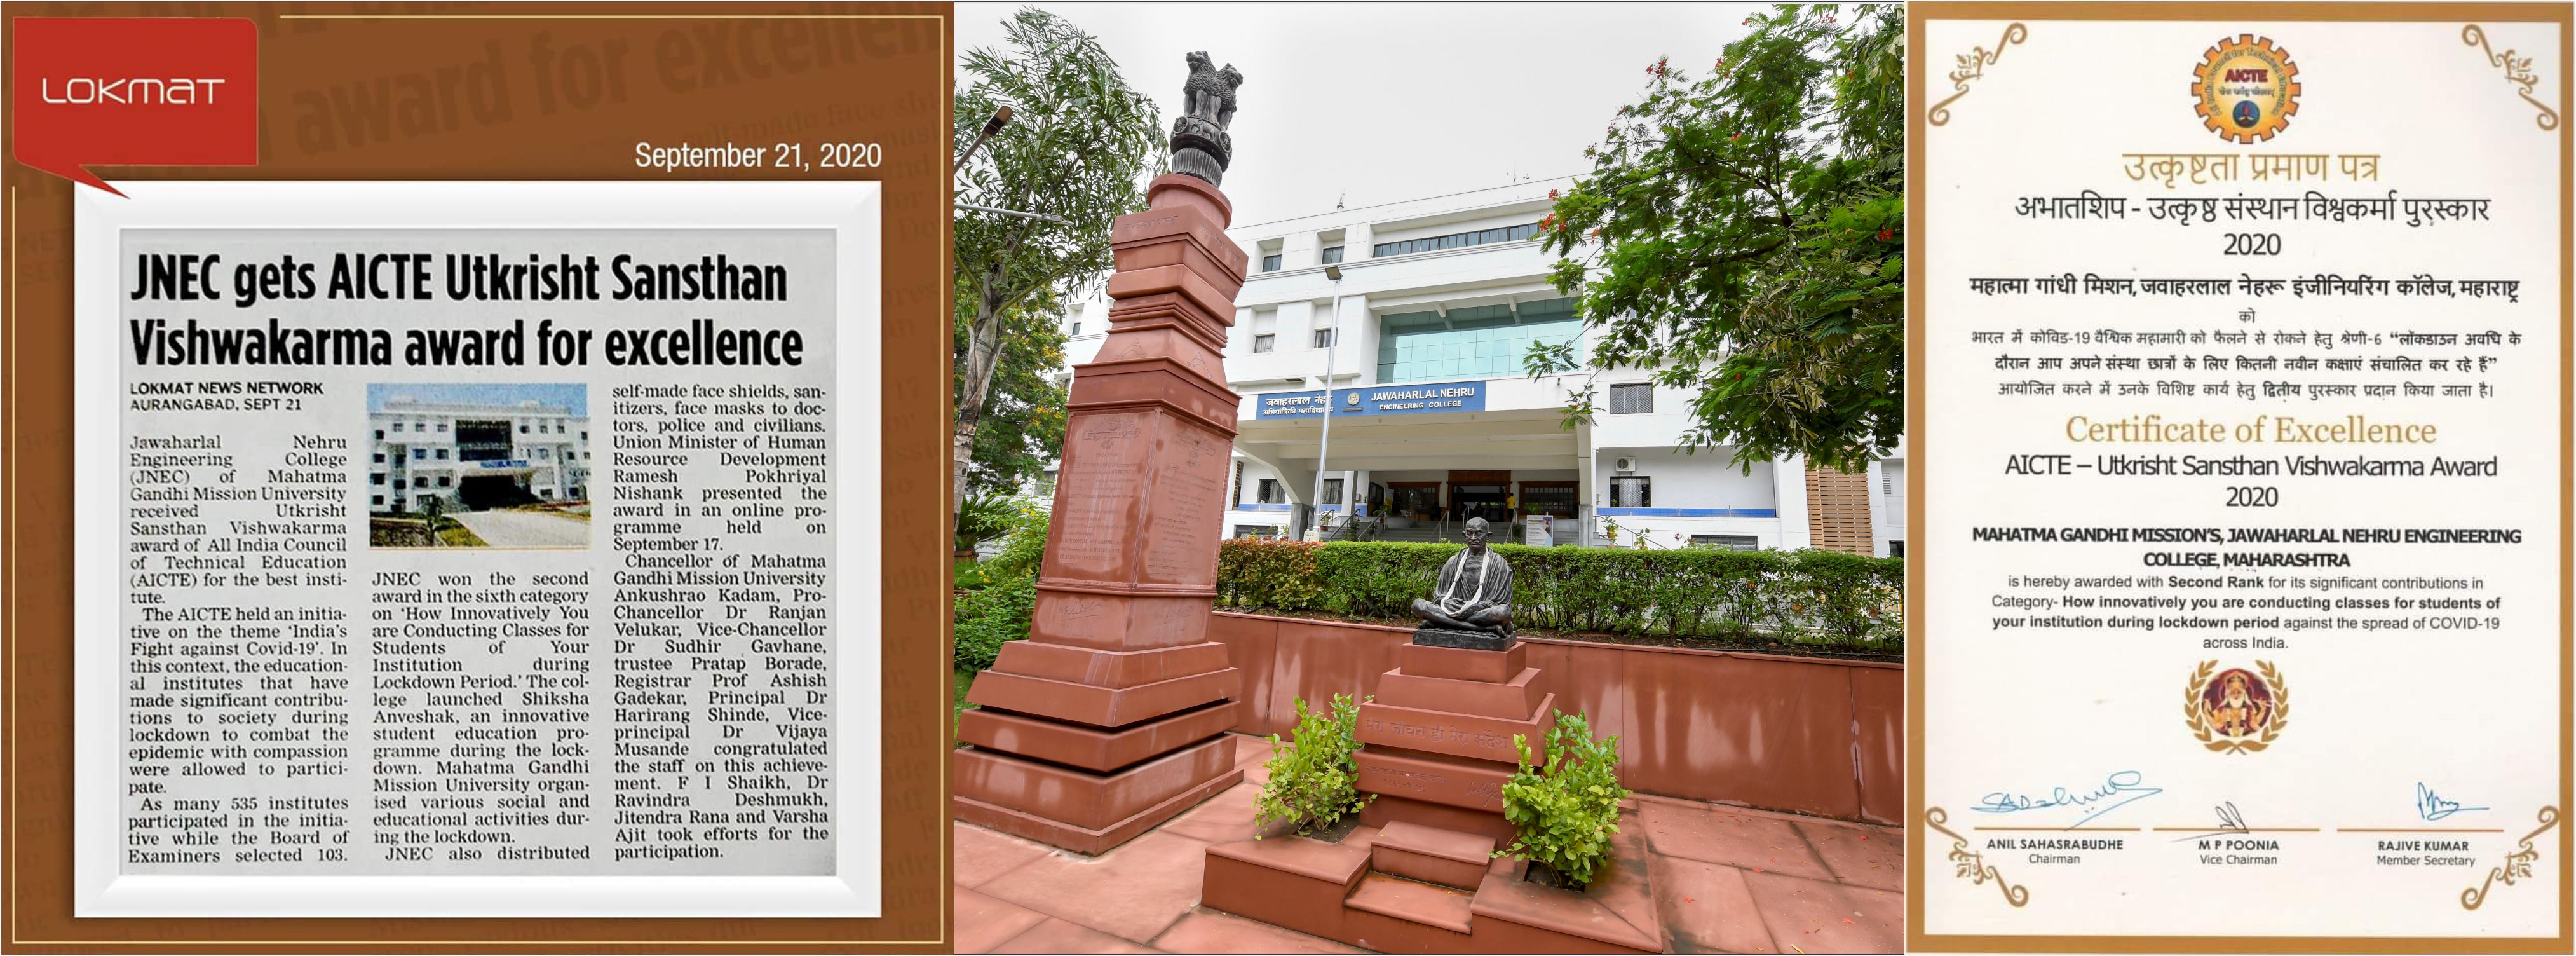 LOKMAT
September 21, 2020
JNEC gets AICTE Utkrisht Sansthan
Vishwakarma award for excellence
LOKMAT NEWS NETWORK
AURANGABAD, SEPT 21
Jawaharlal Nehru
Engineering College
(JNEC) of Mahatma
Gandhi Mission University
received Utkrisht
Sansthan Vishwakarma
award of All India Council
of Technical Education
(AICTE) for the best insti-
tute.
The AICTE held an initia-
tive on the theme ‘India's
Fight against Covid-19’. In
this context, the education-
al institutes that have
made significant contribu-
tions to society during
lockdown to combat the
epidemic with compassion
were allowed to partici-
pate.
As many 535 institutes
participated in the initia-
tive while the Board of
Examiners selected 103.
JNEC won the second
award in the sixth category
on ‘How Innovatively You
are Conducting Classes for
Students of Your
Institution during
Lockdown Period.’ The col-
lege launched Shiksha
Anveshak, an innovative
student education pro-
gramme during the lock-
down. Mahatma Gandhi
Mission University organ-
ised various social and
educational activities dur-
ing the lockdown.
JNEC also distributed
self-made face shields, san-
itizers, face masks to doc-
tors, police and civilians.
Union Minister of Human
Resource Development
Ramesh Pokhriyal
Nishank presented the
award in an online pro-
gramme held on
September 17.
Chancellor of Mahatma
Gandhi Mission University
Ankushrao Kadam, Pro-
Chancellor Dr Ranjan
Velukar, Vice-Chancellor
Dr Sudhir Gavhane,
trustee Pratap Borade,
Registrar Prof Ashish
Gadekar, Principal Dr
Harirang Shinde, Vice-
principal Dr Vijaya
Musande congratulated
the staff on this achieve-
ment. F I Shaikh, Dr
Ravindra Deshmukh,
Jitendra Rana and Varsha
Ajit took efforts for the
participation.
award for excellen
जवाहरलाल नेहरू
अभियांत्रिकी महाविद्यालय
JAWAHARLAL NEHRU
ENGINEERING COLLEGE
मेरा जीवन ही मेरा संदेश
AICTE
उत्कृष्टता प्रमाण पत्र
अभातशिप - उत्कृष्ठ संस्थान विश्वकर्मा पुरस्कार
2020
महात्मा गांधी मिशन, जवाहरलाल नेहरू इंजीनियरिंग कॉलेज, महाराष्ट्र
को
भारत में कोविड-19 वैश्विक महामारी को फैलने से रोकने हेतु श्रेणी-6 “लॉकडाउन अवधि के
दौरान आप अपने संस्था छात्रों के लिए कितनी नवीन कक्षाएं संचालित कर रहे हैं”
आयोजित करने में उनके विशिष्ट कार्य हेतु द्वितीय पुरस्कार प्रदान किया जाता है।
Certificate of Excellence
AICTE – Utkrisht Sansthan Vishwakarma Award
2020
MAHATMA GANDHI MISSION'S, JAWAHARLAL NEHRU ENGINEERING
COLLEGE, MAHARASHTRA
is hereby awarded with Second Rank for its significant contributions in
Category- How innovatively you are conducting classes for students of
your institution during lockdown period against the spread of COVID-19
across India.
ANIL SAHASRABUDHE
Chairman
M P POONIA
Vice Chairman
RAJIVE KUMAR
Member Secretary